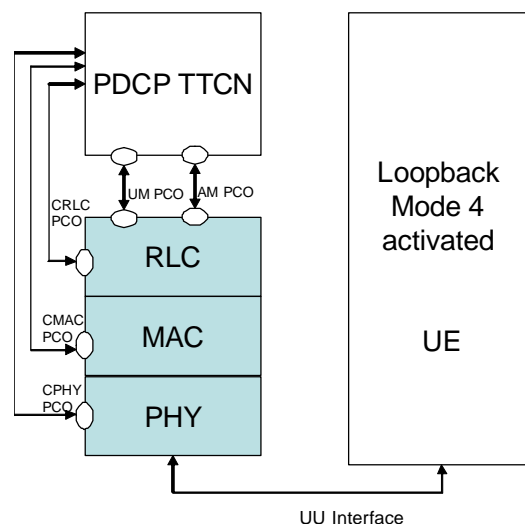 PDCP TTCN
UM PCO
AM PCO
CRLC
PCO
RLC
CMAC
PCO
MAC
CPHY
PCO
PHY
Loopback
Mode 4
activated
UE
UU Interface